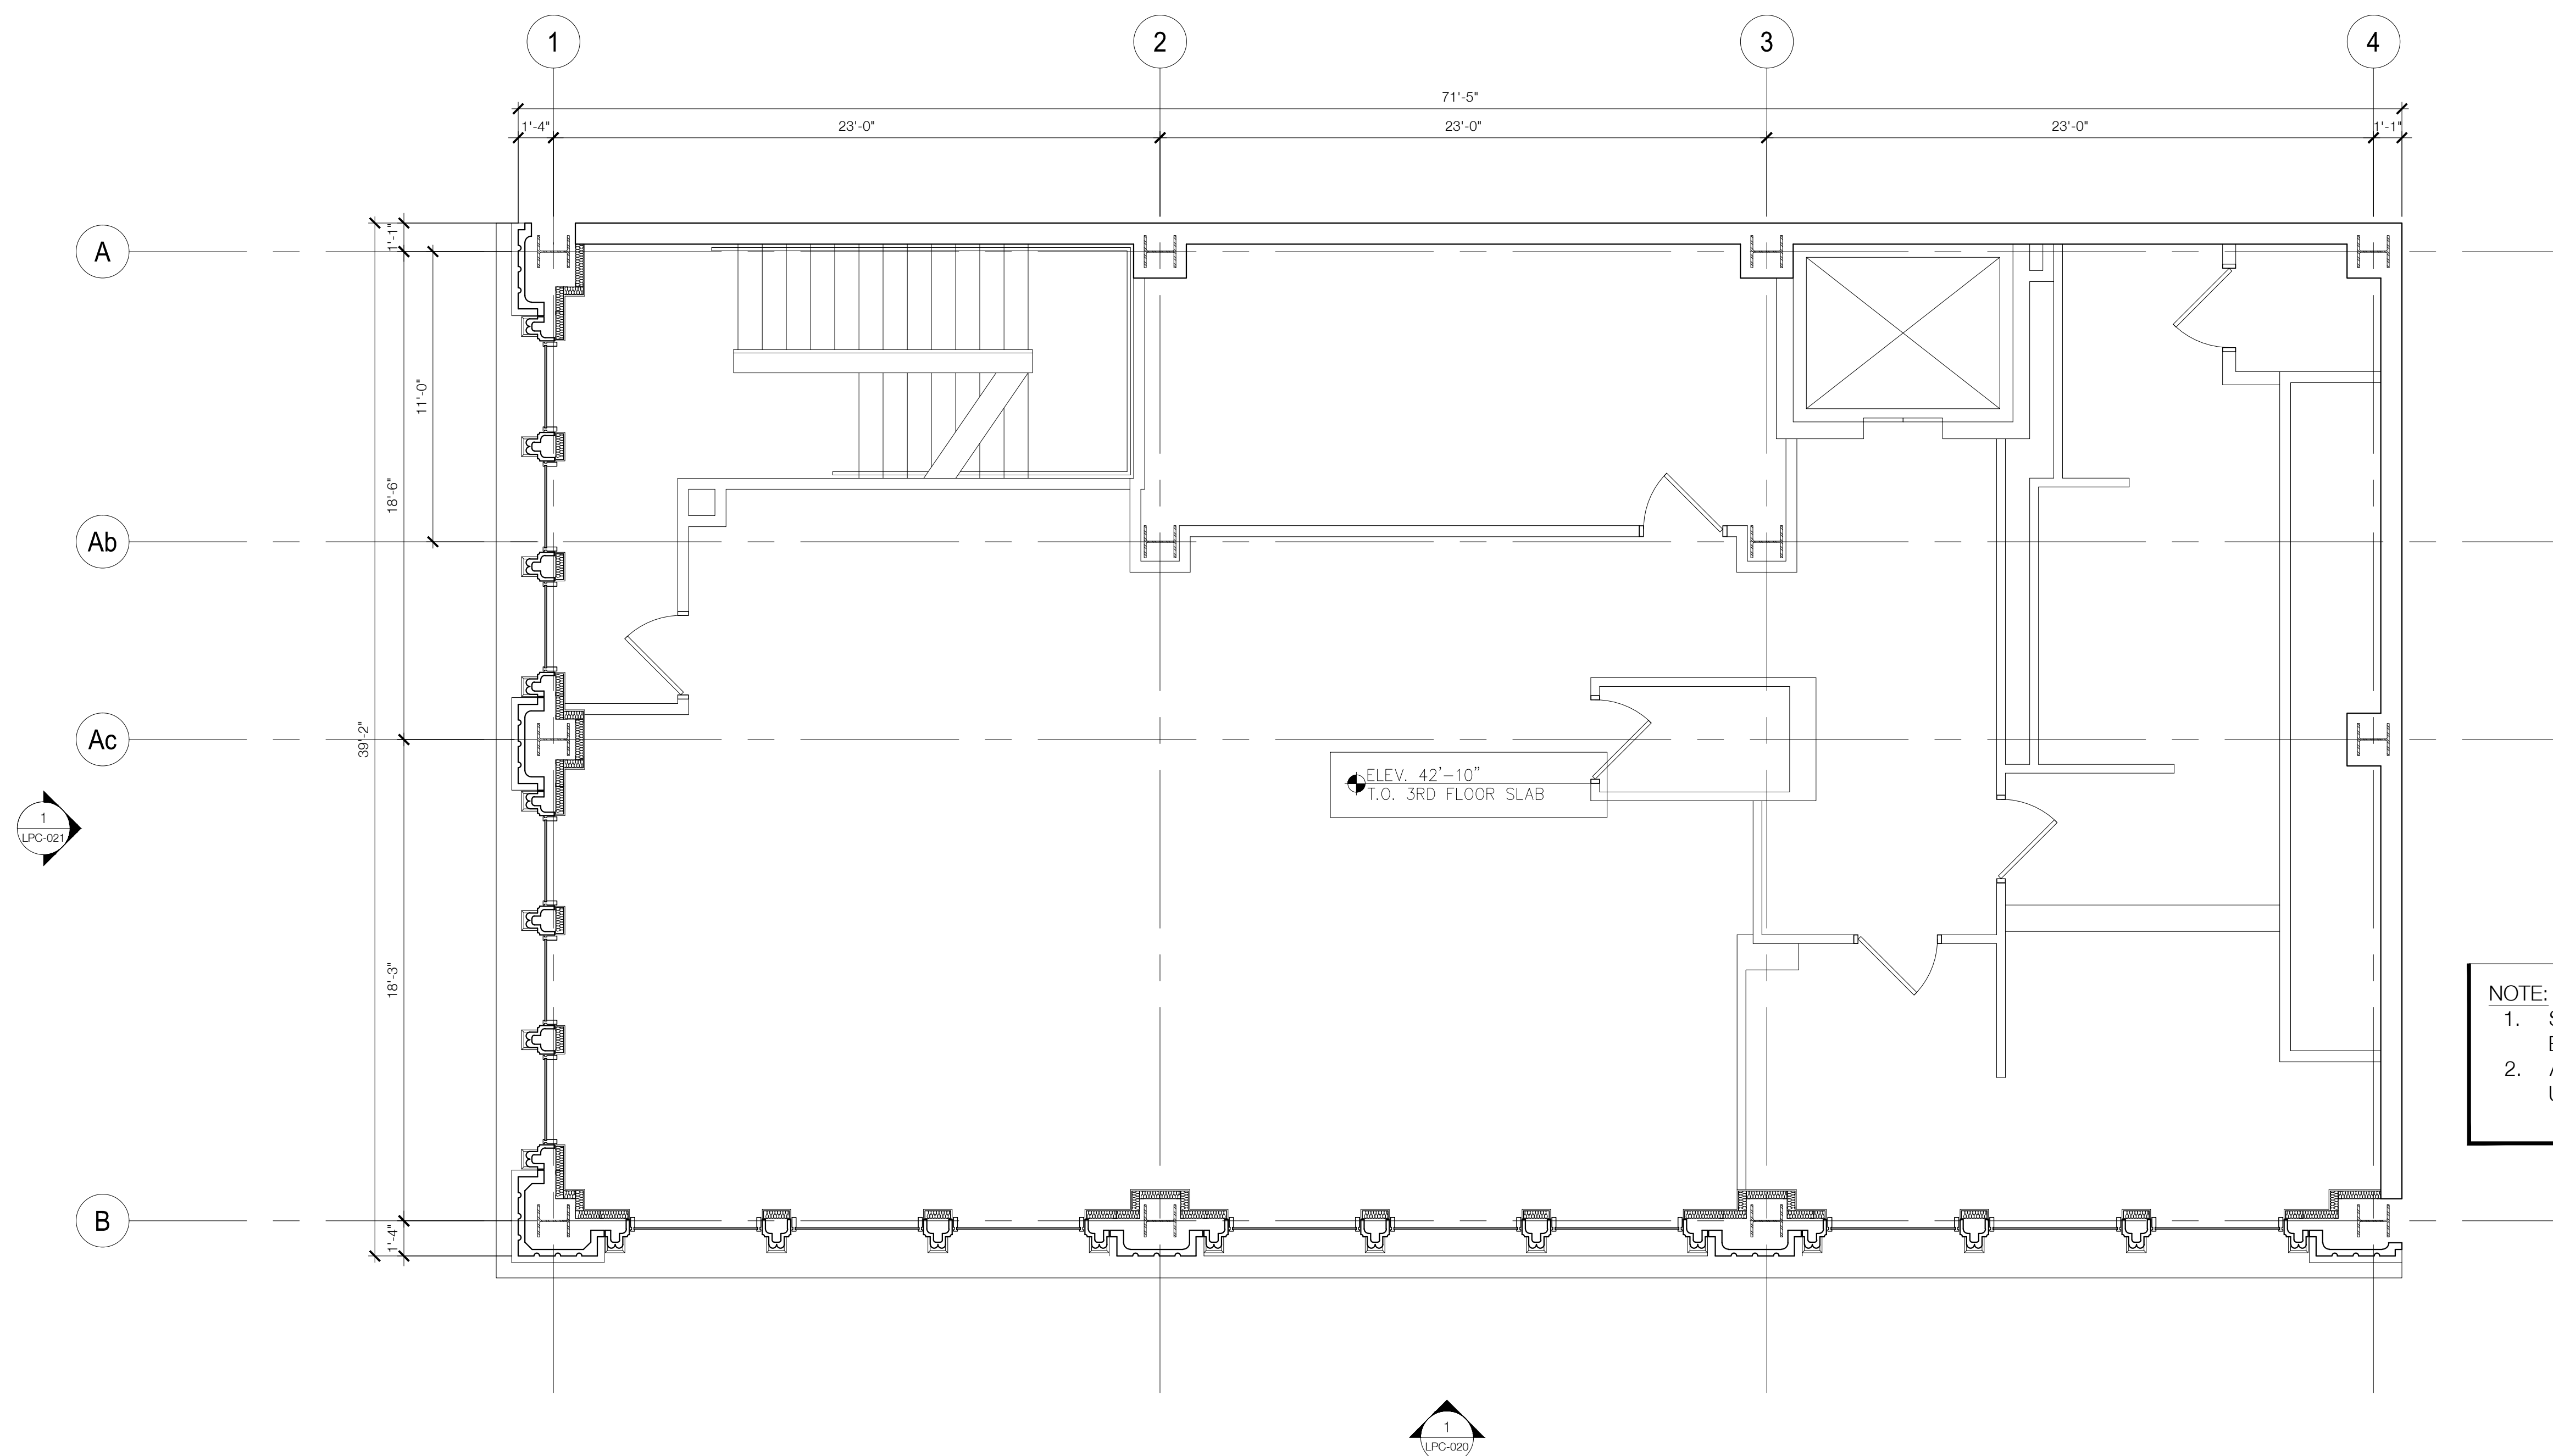 1
2
3
4
71'-5"
1'-4"
23'-0"
23'-0"
23'-0"
1'-1"
A
1'-1"
11'-0"
Ab
18'-6"
39'-2"
Ac
ELEV. 42'-10"
T.O. 3RD FLOOR SLAB
1
LPC-021
18'-3"
NOTE:
1.
2.
B
1'-4"
1
LPC-020